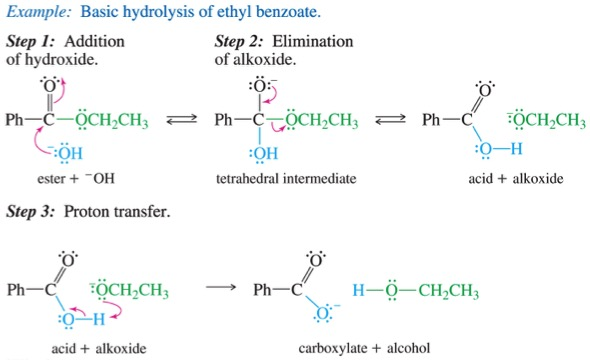 Example: Basic hydrolysis of ethyl benzoate.
Step 1: Addition of hydroxide.
Step 2: Elimination of alkoxide.
:Ö:
Ph—C—ÖCH₂CH₃ ⇌
⁻:ÖH
ester + ⁻OH
:Ö:⁻
Ph—C—ÖCH₂CH₃ ⇌
:ÖH
tetrahedral intermediate
Ö:
Ph—C ⁻:ÖCH₂CH₃
:Ö—H
acid + alkoxide
Step 3: Proton transfer.
Ö:
Ph—C ⁻:ÖCH₂CH₃ →
:Ö—H
acid + alkoxide
Ö:
Ph—C H—Ö—CH₂CH₃
:Ö:⁻
carboxylate + alcohol